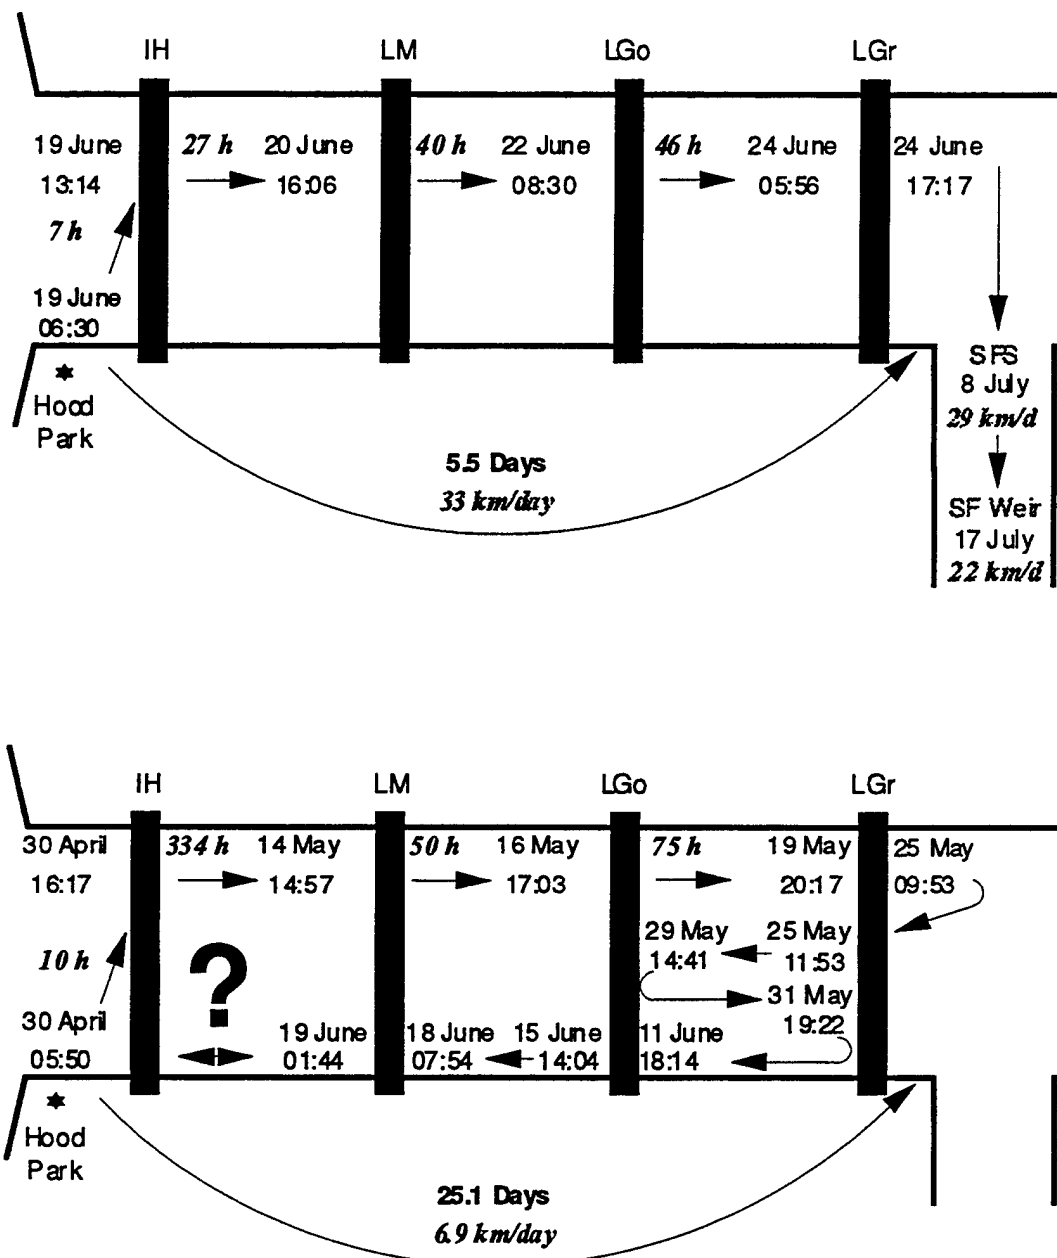 IH LM LGo LGr
19 June 27 h 20 June 40 h 22 June 46 h 24 June 24 June
13:14 16:06 08:30 05:56 17:17
7 h
19 June
06:30
Hood
Park
5.5 Days
33 km/day
SFS
8 July
29 km/d
SF Weir
17 July
22 km/d
IH LM LGo LGr
30 April 334 h 14 May 50 h 16 May 75 h 19 May 25 May
16:17 14:57 17:03 20:17 09:53
29 May 25 May
10 h ? 14:41 11:53
31 May
30 April 19 June 18 June 15 June 11 June 19:22
05:50 01:44 07:54 14:04 18:14
Hood
Park
25.1 Days
6.9 km/day